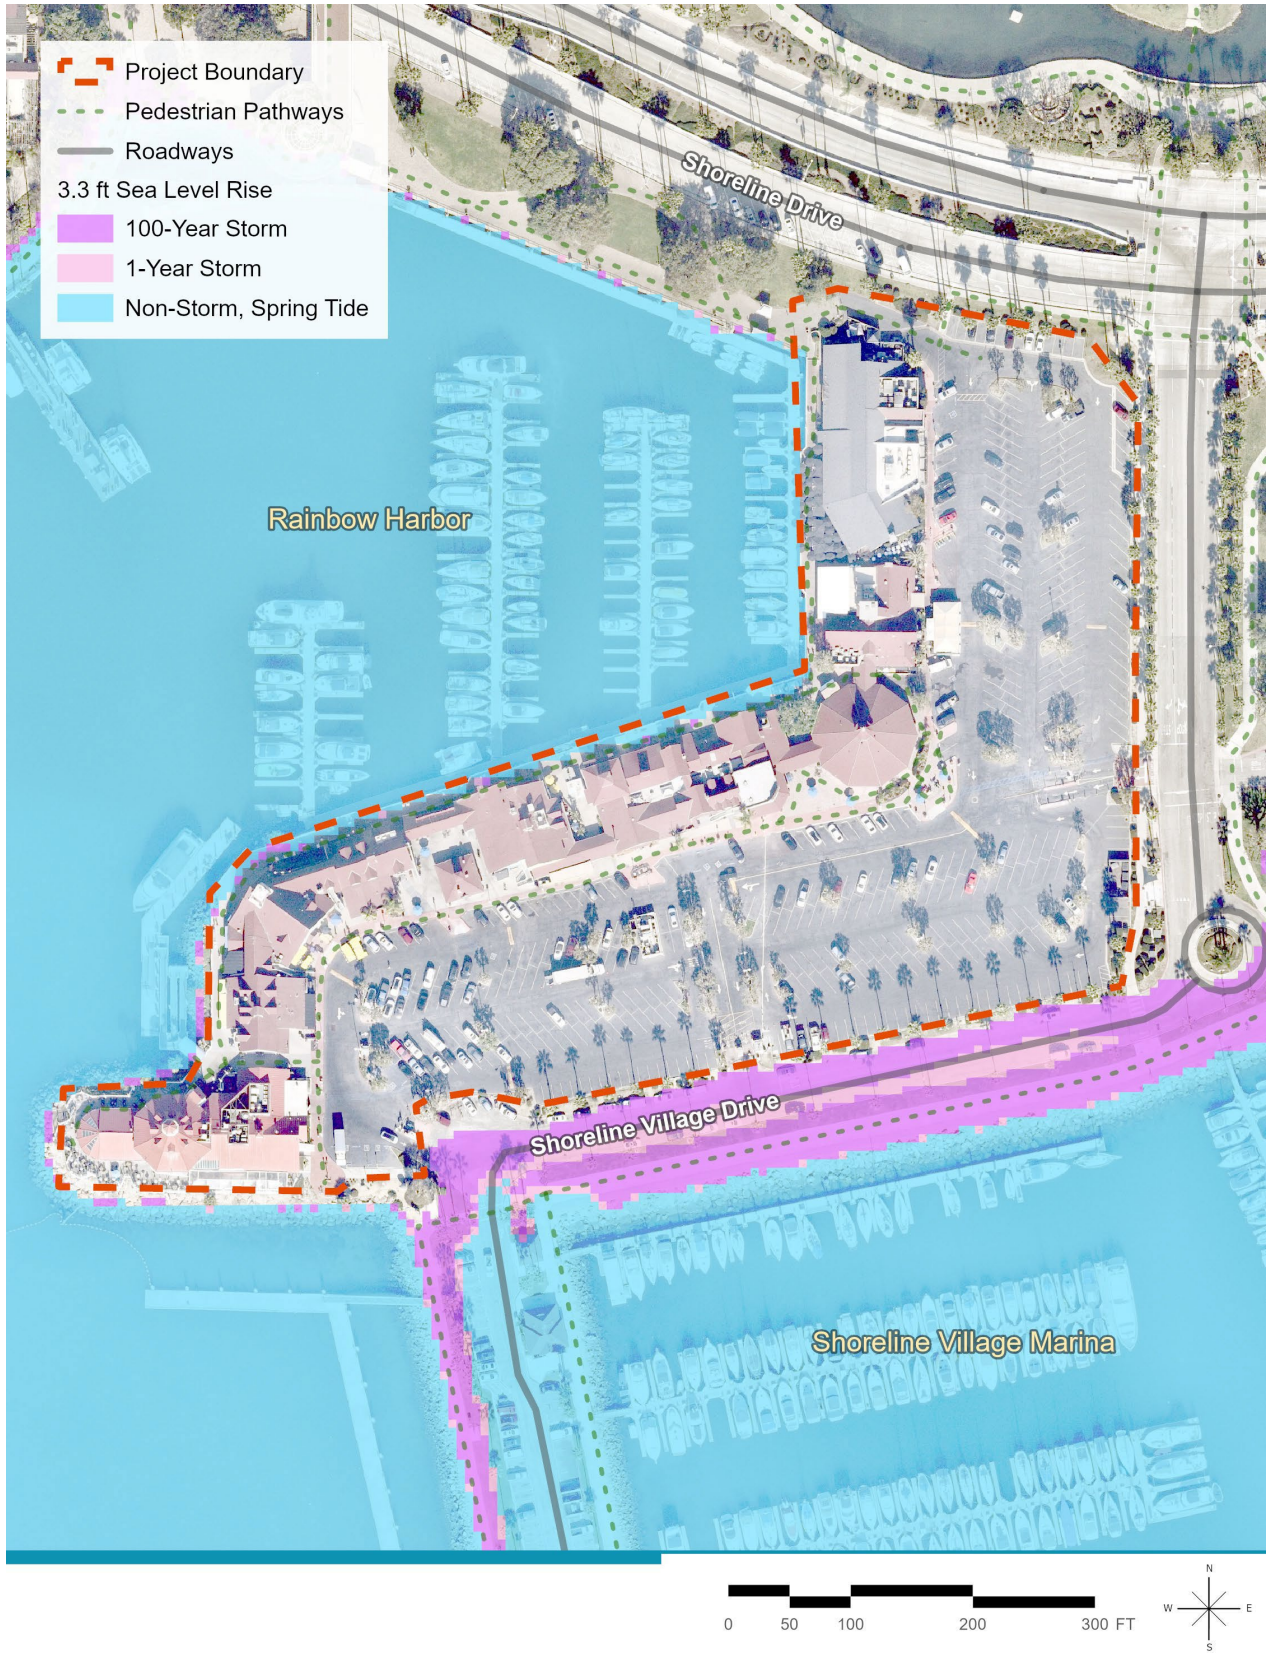 Project Boundary
Pedestrian Pathways
Roadways
3.3 ft Sea Level Rise
100-Year Storm
1-Year Storm
Non-Storm, Spring Tide
Shoreline Drive
Rainbow Harbor
Shoreline Village Drive
Shoreline Village Marina
0 50 100 200 300 FT
N
W E
S